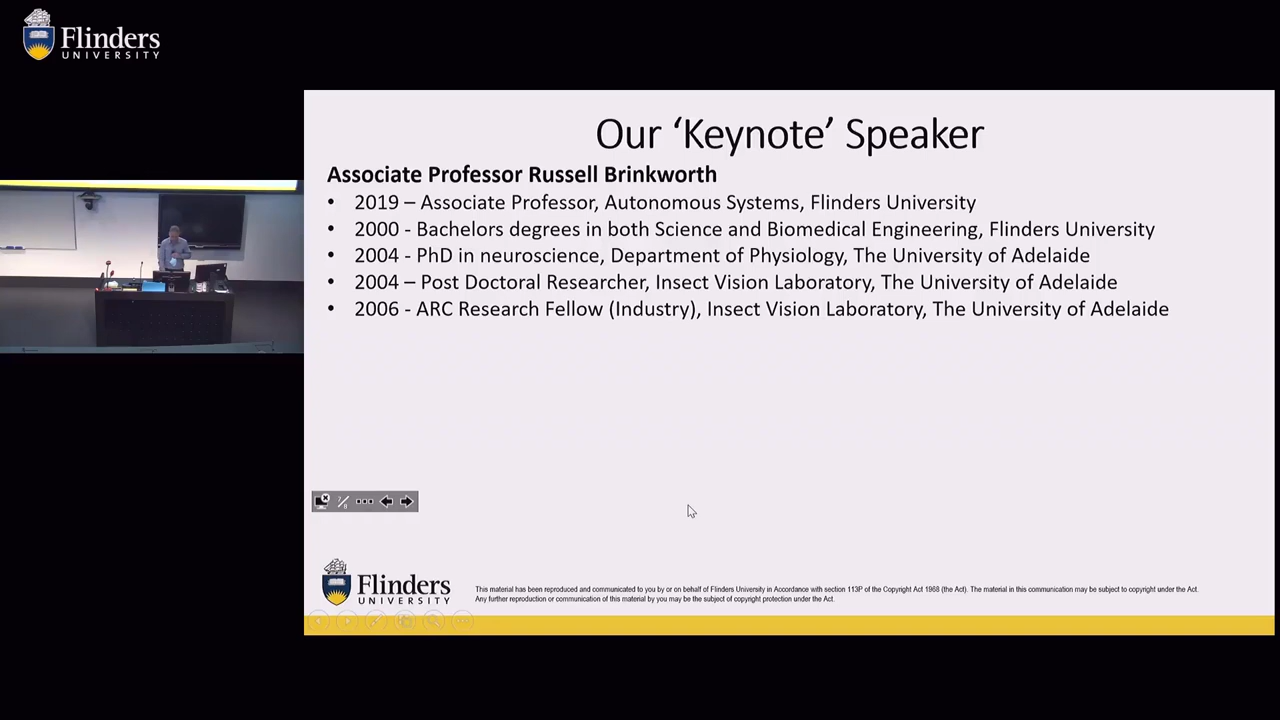 Flinders
UNIVERSITY
Our ‘Keynote’ Speaker
Associate Professor Russell Brinkworth
• 2019 – Associate Professor, Autonomous Systems, Flinders University
• 2000 - Bachelors degrees in both Science and Biomedical Engineering, Flinders University
• 2004 - PhD in neuroscience, Department of Physiology, The University of Adelaide
• 2004 – Post Doctoral Researcher, Insect Vision Laboratory, The University of Adelaide
• 2006 - ARC Research Fellow (Industry), Insect Vision Laboratory, The University of Adelaide
7/8
Flinders
UNIVERSITY
This material has been reproduced and communicated to you by or on behalf of Flinders University in Accordance with section 113P of the Copyright Act 1968 (the Act). The material in this communication may be subject to copyright under the Act.
Any further reproduction or communication of this material by you may be the subject of copyright protection under the Act.